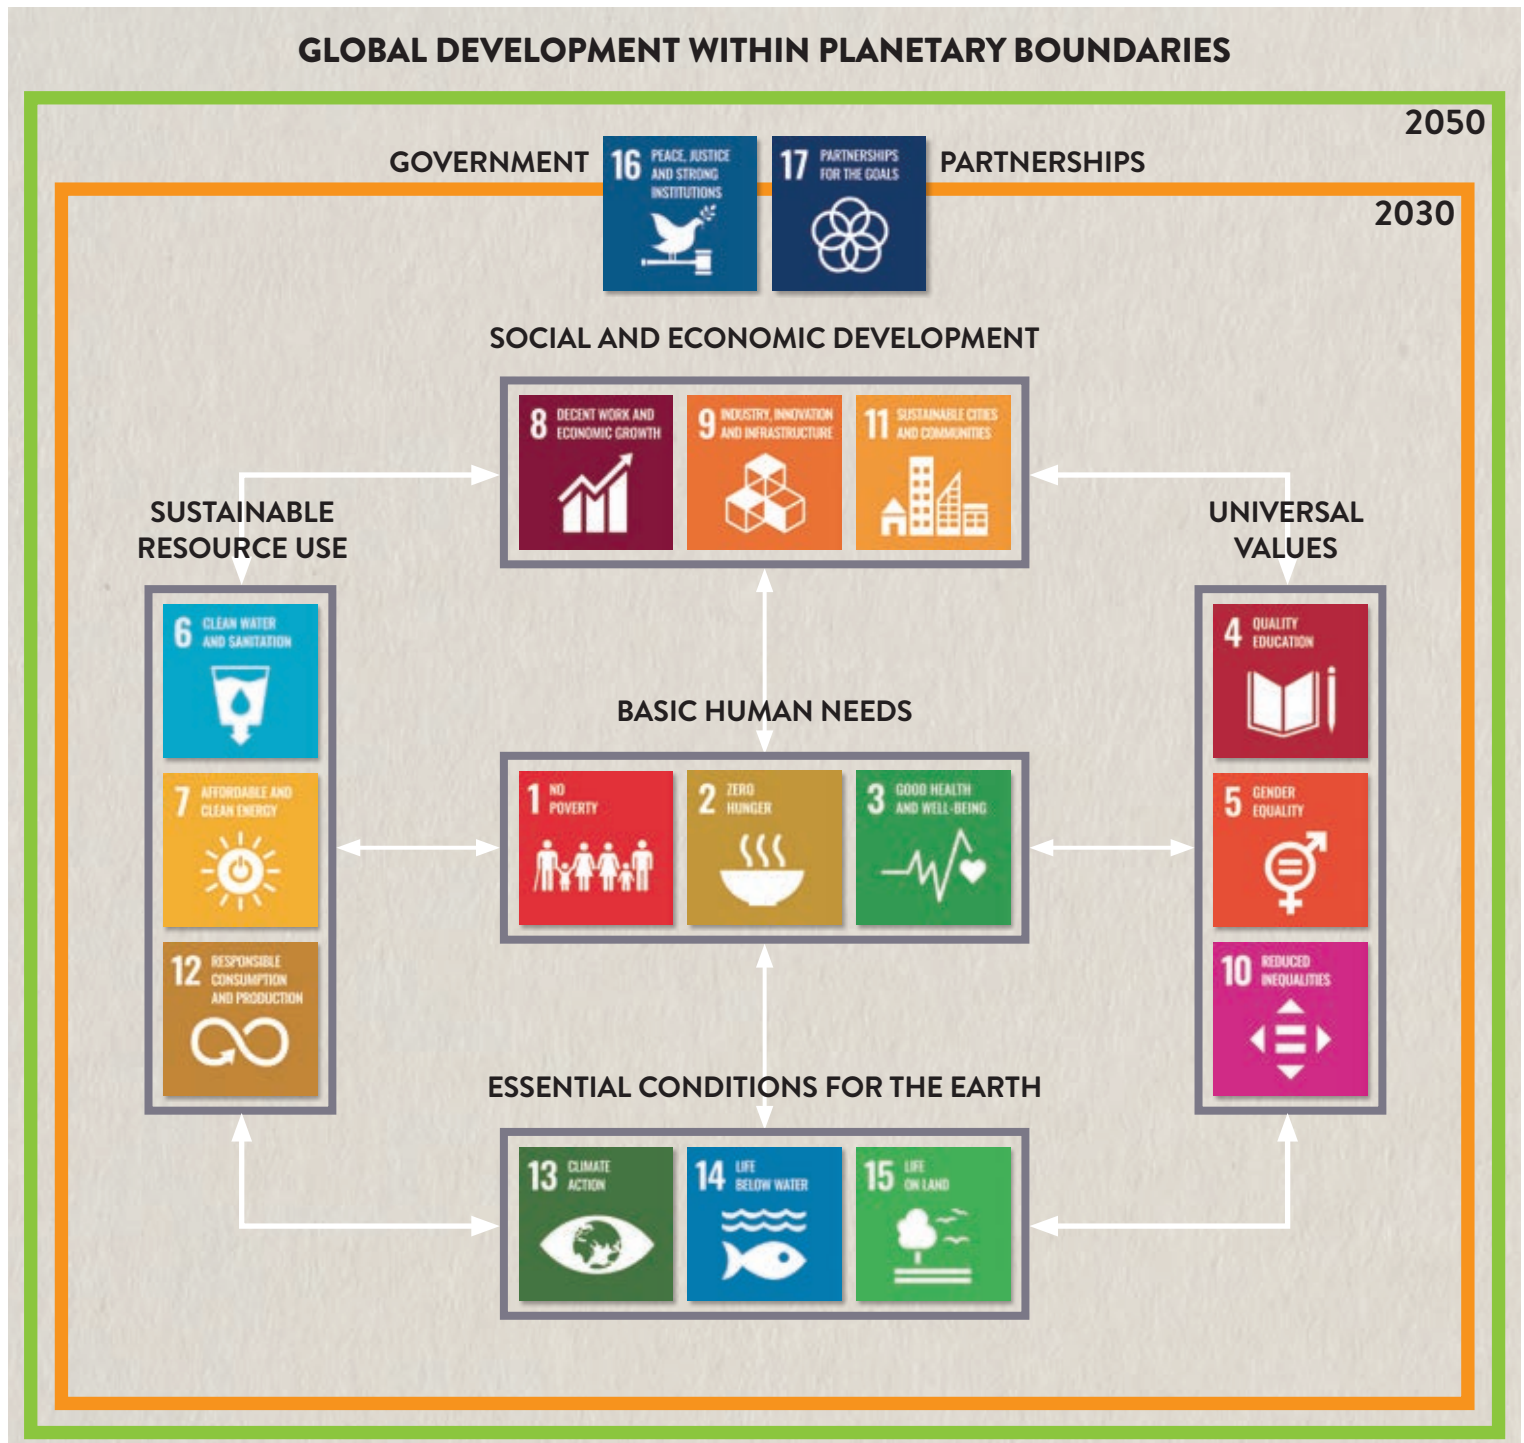 GLOBAL DEVELOPMENT WITHIN PLANETARY BOUNDARIES
2050
GOVERNMENT
16 PEACE, JUSTICE
AND STRONG
INSTITUTIONS
17 PARTNERSHIPS
FOR THE GOALS
PARTNERSHIPS
2030
SOCIAL AND ECONOMIC DEVELOPMENT
8 DECENT WORK AND
ECONOMIC GROWTH
9 INDUSTRY, INNOVATION
AND INFRASTRUCTURE
11 SUSTAINABLE CITIES
AND COMMUNITIES
SUSTAINABLE
RESOURCE USE
6 CLEAN WATER
AND SANITATION
7 AFFORDABLE AND
CLEAN ENERGY
12 RESPONSIBLE
CONSUMPTION
AND PRODUCTION
BASIC HUMAN NEEDS
1 NO
POVERTY
2 ZERO
HUNGER
3 GOOD HEALTH
AND WELL-BEING
UNIVERSAL
VALUES
4 QUALITY
EDUCATION
5 GENDER
EQUALITY
10 REDUCED
INEQUALITIES
ESSENTIAL CONDITIONS FOR THE EARTH
13 CLIMATE
ACTION
14 LIFE
BELOW WATER
15 LIFE
ON LAND